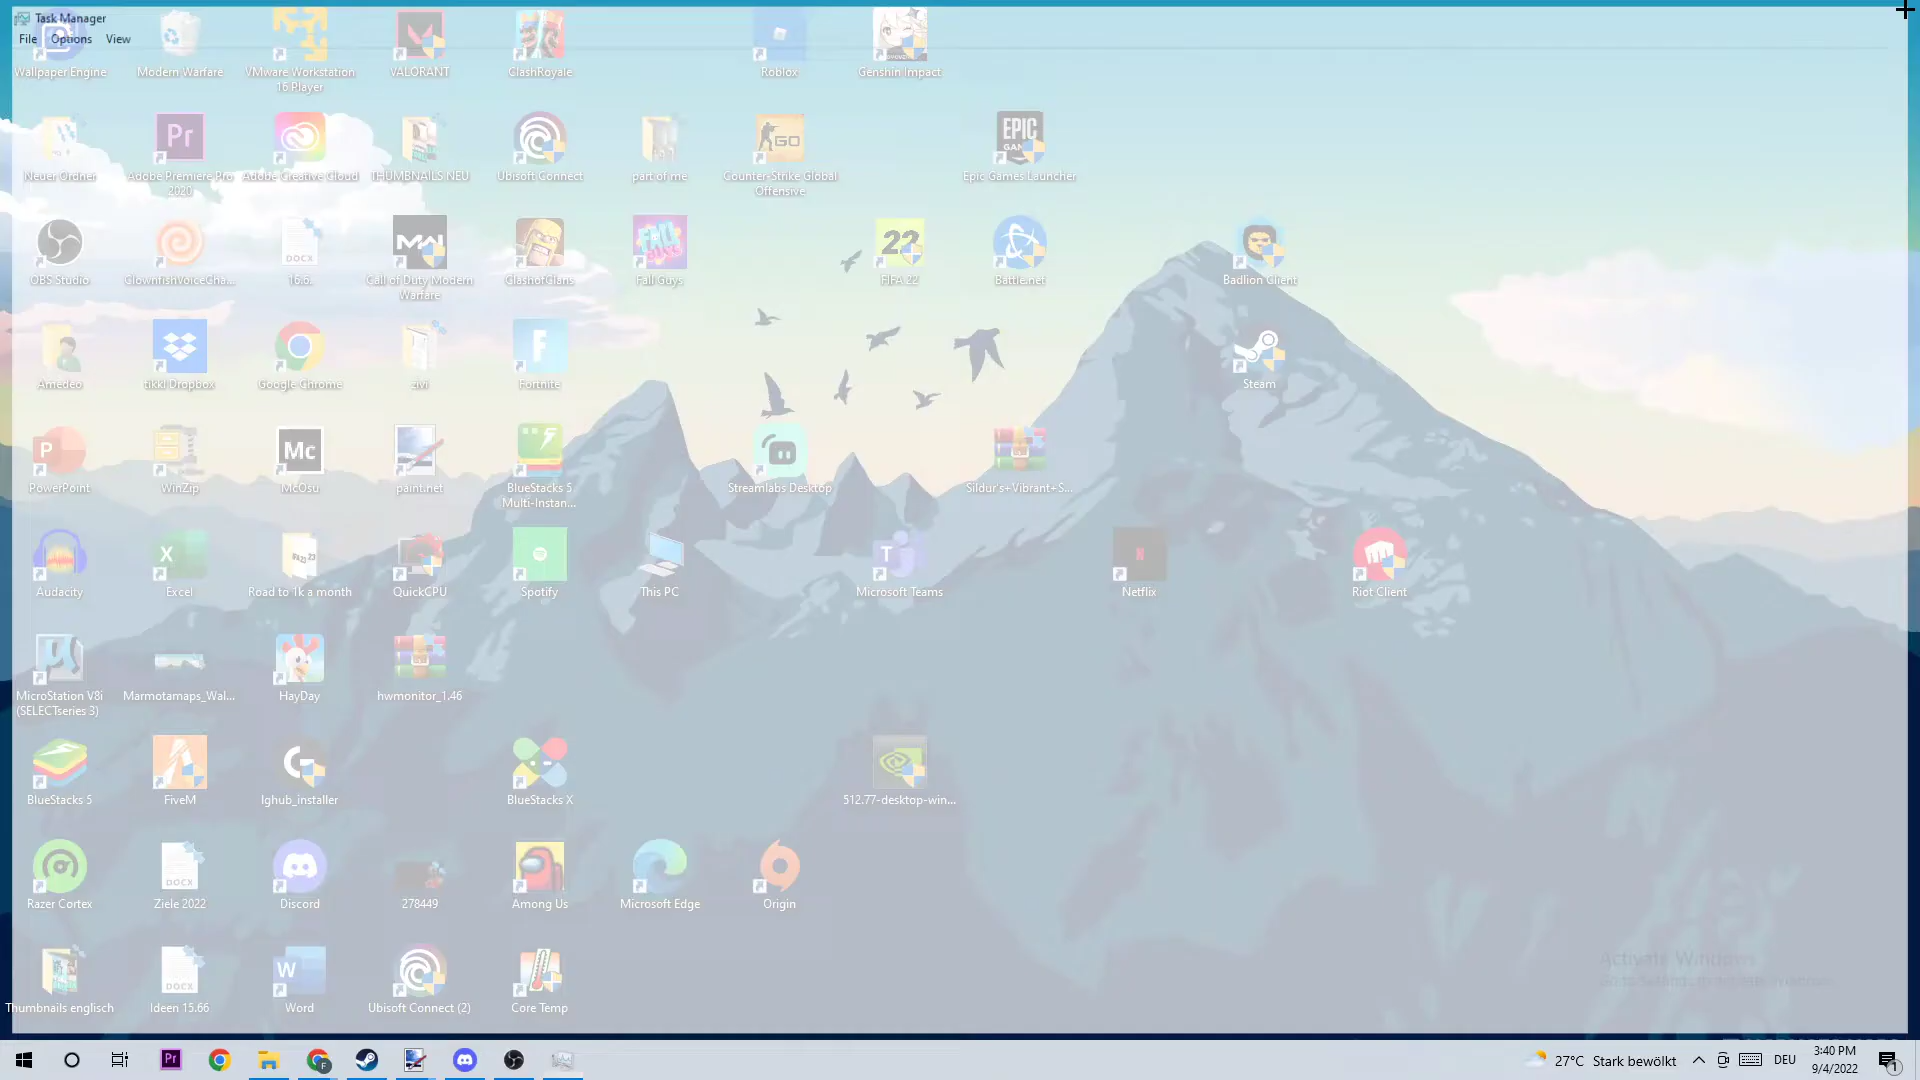 Task Manager
File Options View
Wallpaper Engine
Modern Warfare
VMware Workstation
16 Player
VALORANT
ClashRoyale
Roblox
Genshin Impact
Neuer Ordner
Adobe Premiere Pro
2020
Adobe Creative Cloud
THUMBNAILS NEU
Ubisoft Connect
part of me
Counter-Strike Global
Offensive
Epic Games Launcher
OBS Studio
ClownfishVoiceCha...
16.6.
Call of Duty Modern
Warfare
ClashofClans
Fall Guys
FIFA 22
Battle.net
Badlion Client
Amedeo
tikki Dropbox
Google Chrome
zivi
Fortnite
Steam
PowerPoint
WinZip
McOsu
paint.net
BlueStacks 5
Multi-Instan...
Streamlabs Desktop
Sildur's+Vibrant+S...
Audacity
Excel
Road to 1k a month
QuickCPU
Spotify
This PC
Microsoft Teams
Netflix
Riot Client
MicroStation V8i
(SELECTseries 3)
Marmotamaps_Wal...
HayDay
hwmonitor_1.46
BlueStacks 5
FiveM
lghub_installer
BlueStacks X
512.77-desktop-win...
Razer Cortex
Ziele 2022
Discord
278449
Among Us
Microsoft Edge
Origin
Activate Windows
Thumbnails englisch
Ideen 15.66
Word
Ubisoft Connect (2)
Core Temp
27°C Stark bewölkt
DEU
3:40 PM
9/4/2022
1